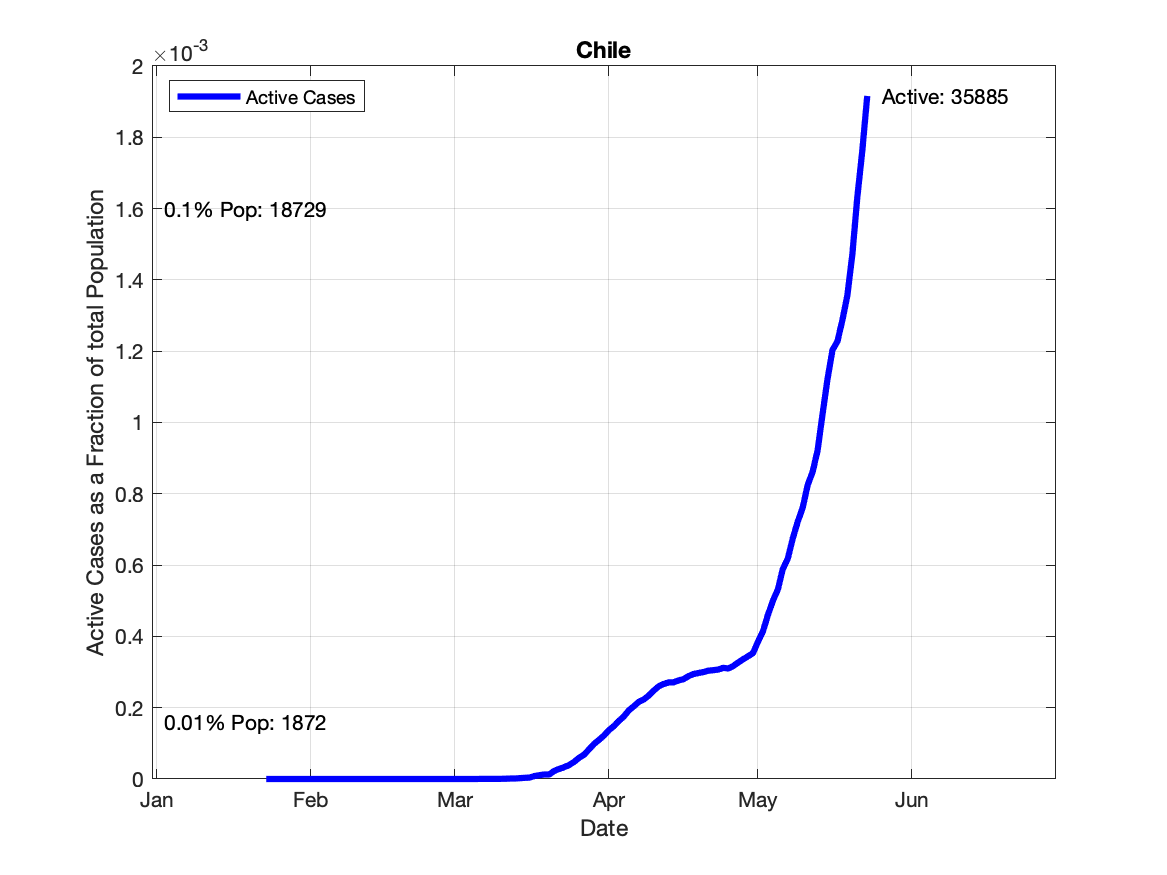 Chile
×10-3
2
1.8
1.6
1.4
1.2
1
0.8
0.6
0.4
0.2
0
Active Cases as a Fraction of total Population
Active Cases
Active: 35885
0.1% Pop: 18729
0.01% Pop: 1872
Jan Feb Mar Apr May Jun
Date